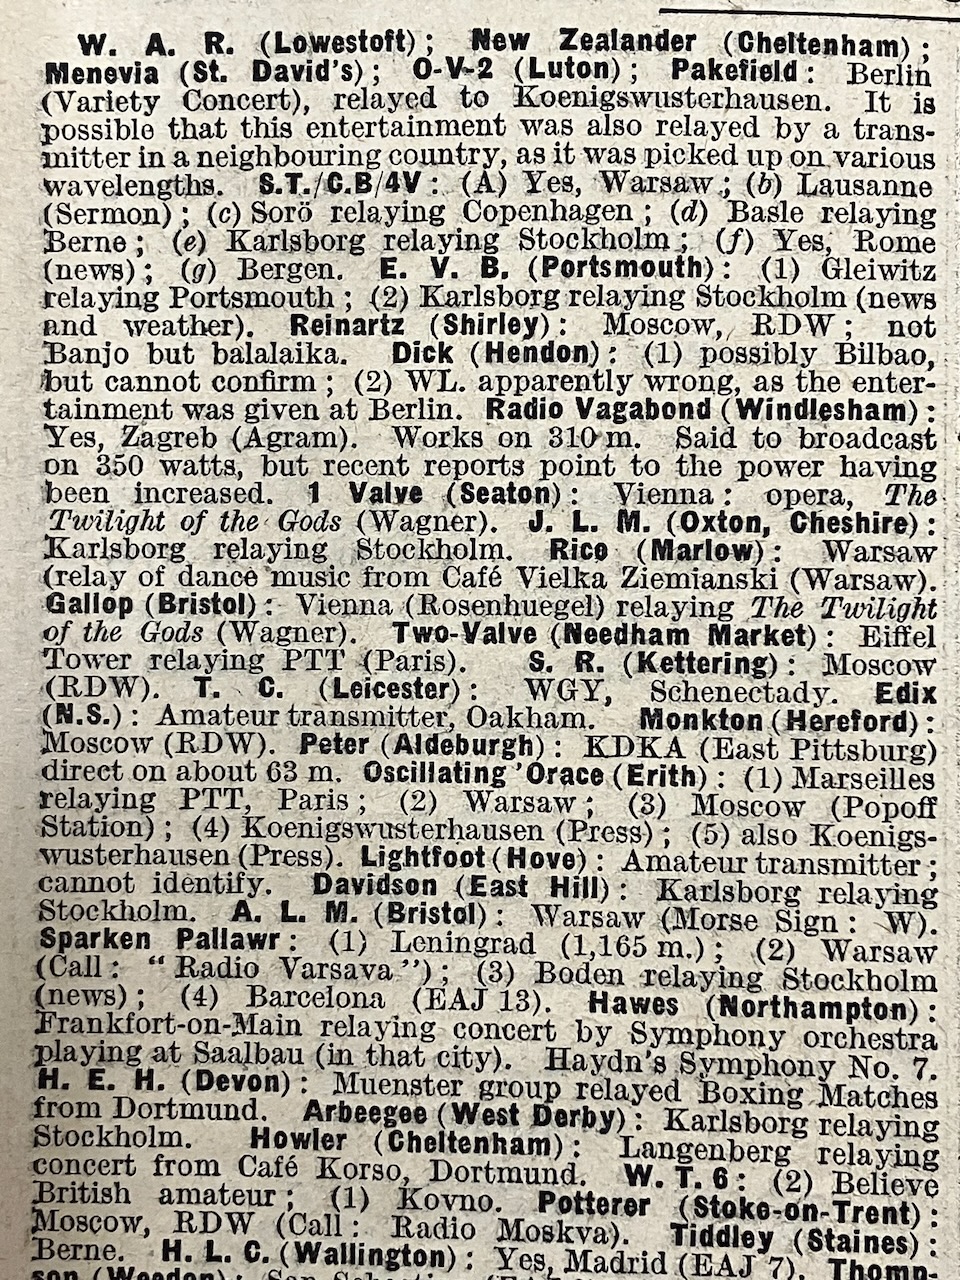 W. A. R. (Lowestoft); New Zealander (Cheltenham);
Menevia (St. David's); O-V-2 (Luton); Pakefield: Berlin
(Variety Concert), relayed to Koenigswusterhausen. It is
possible that this entertainment was also relayed by a trans-
mitter in a neighbouring country, as it was picked up on various
wavelengths. S.T./C.B/4V: (A) Yes, Warsaw; (b) Lausanne
(Sermon); (c) Sorö relaying Copenhagen; (d) Basle relaying
Berne; (e) Karlsborg relaying Stockholm; (f) Yes, Rome
(news); (g) Bergen. E. V. B. (Portsmouth): (1) Gleiwitz
relaying Portsmouth; (2) Karlsborg relaying Stockholm (news
and weather). Reinartz (Shirley): Moscow, RDW; not
Banjo but balalaika. Dick (Hendon): (1) possibly Bilbao,
but cannot confirm; (2) WL. apparently wrong, as the enter-
tainment was given at Berlin. Radio Vagabond (Windlesham):
Yes, Zagreb (Agram). Works on 310 m. Said to broadcast
on 350 watts, but recent reports point to the power having
been increased. 1 Valve (Seaton): Vienna: opera, The
Twilight of the Gods (Wagner). J. L. M. (Oxton, Cheshire):
Karlsborg relaying Stockholm. Rico (Marlow): Warsaw
(relay of dance music from Café Vielka Ziemianski (Warsaw).
Gallop (Bristol): Vienna (Rosenhuegel) relaying The Twilight
of the Gods (Wagner). Two-Valve (Needham Market): Eiffel
Tower relaying PTT (Paris). S. R. (Kettering): Moscow
(RDW). T. C. (Leicester): WGY, Schenectady. Edix
(N.S.): Amateur transmitter, Oakham. Monkton (Hereford):
Moscow (RDW). Peter (Aldeburgh): KDKA (East Pittsburg)
direct on about 63 m. Oscillating 'Orace (Erith): (1) Marseilles
relaying PTT, Paris; (2) Warsaw; (3) Moscow (Popoff
Station); (4) Koenigswusterhausen (Press); (5) also Koenigs-
wusterhausen (Press). Lightfoot (Hove): Amateur transmitter;
cannot identify. Davidson (East Hill): Karlsborg relaying
Stockholm. A. L. M. (Bristol): Warsaw (Morse Sign: W).
Sparken Pallawr: (1) Leningrad (1,165 m.); (2) Warsaw
(Call: "Radio Varsava"); (3) Boden relaying Stockholm
(news); (4) Barcelona (EAJ 13). Hawes (Northampton):
Frankfort-on-Main relaying concert by Symphony orchestra
playing at Saalbau (in that city). Haydn's Symphony No. 7.
H. E. H. (Devon): Muenster group relayed Boxing Matches
from Dortmund. Arbeegee (West Derby): Karlsborg relaying
Stockholm. Howler (Cheltenham): Langenberg relaying
concert from Café Korso, Dortmund. W. T. 6: (2) Believe
British amateur; (1) Kovno. Potterer (Stoke-on-Trent):
Moscow, RDW (Call: Radio Moskva). Tiddley (Staines):
Berne. H. L. C. (Wallington): Yes, Madrid (EAJ 7). Thomp-
son (Weedon): San